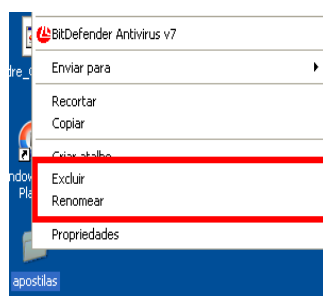 BitDefender Antivirus v7
Enviar para
Recortar
Copiar
Criar atalho
Excluir
Renomear
Propriedades
apostilas